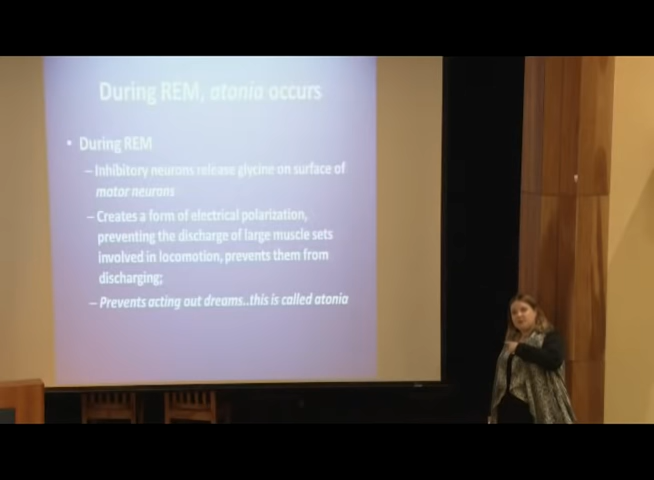 During REM, atonia occurs
• During REM
– Inhibitory neurons release glycine on surface of
motor neurons
– Creates a form of electrical polarization,
preventing the discharge of large muscle sets
involved in locomotion, prevents them from
discharging;
– Prevents acting out dreams..this is called atonia